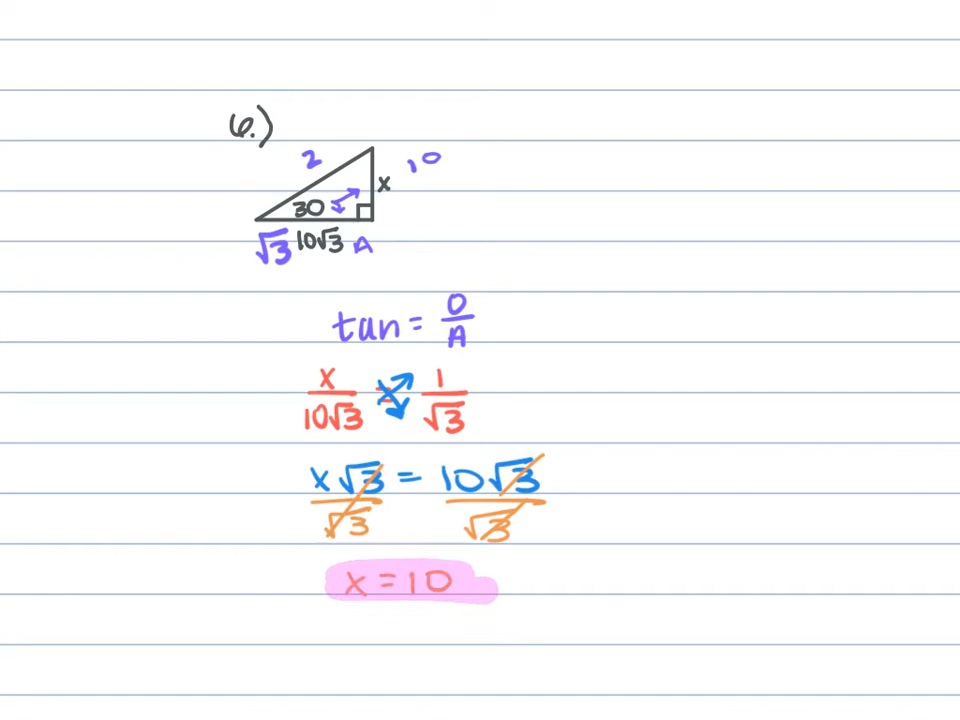 6.)
2
10
x
30
√3 10√3 A
tan = O/A
x/10√3 = 1/√3
x√3/√3 = 10√3/√3
x = 10